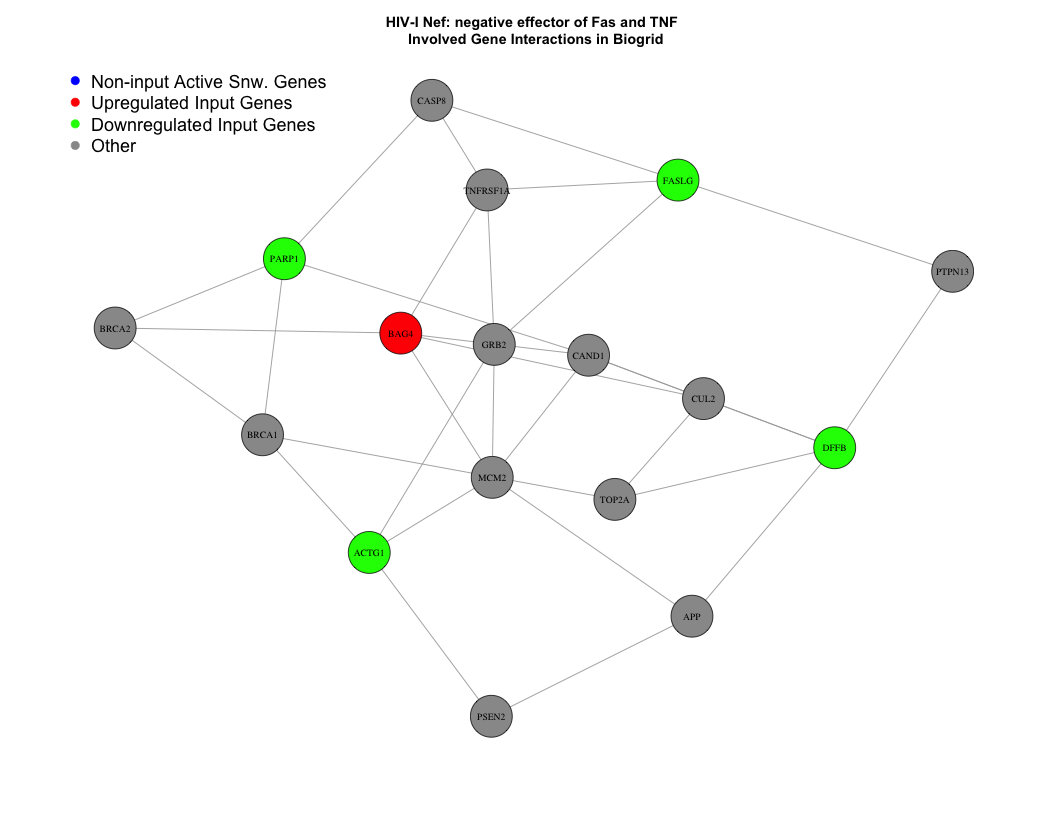 HIV-I Nef: negative effector of Fas and TNF
Involved Gene Interactions in Biogrid
Non-input Active Snw. Genes
Upregulated Input Genes
Downregulated Input Genes
Other
CASP8
TNFRSF1A
FASLG
PARP1
PTPN13
BRCA2
BAG4
GRB2
CAND1
CUL2
BRCA1
DFFB
MCM2
TOP2A
ACTG1
APP
PSEN2